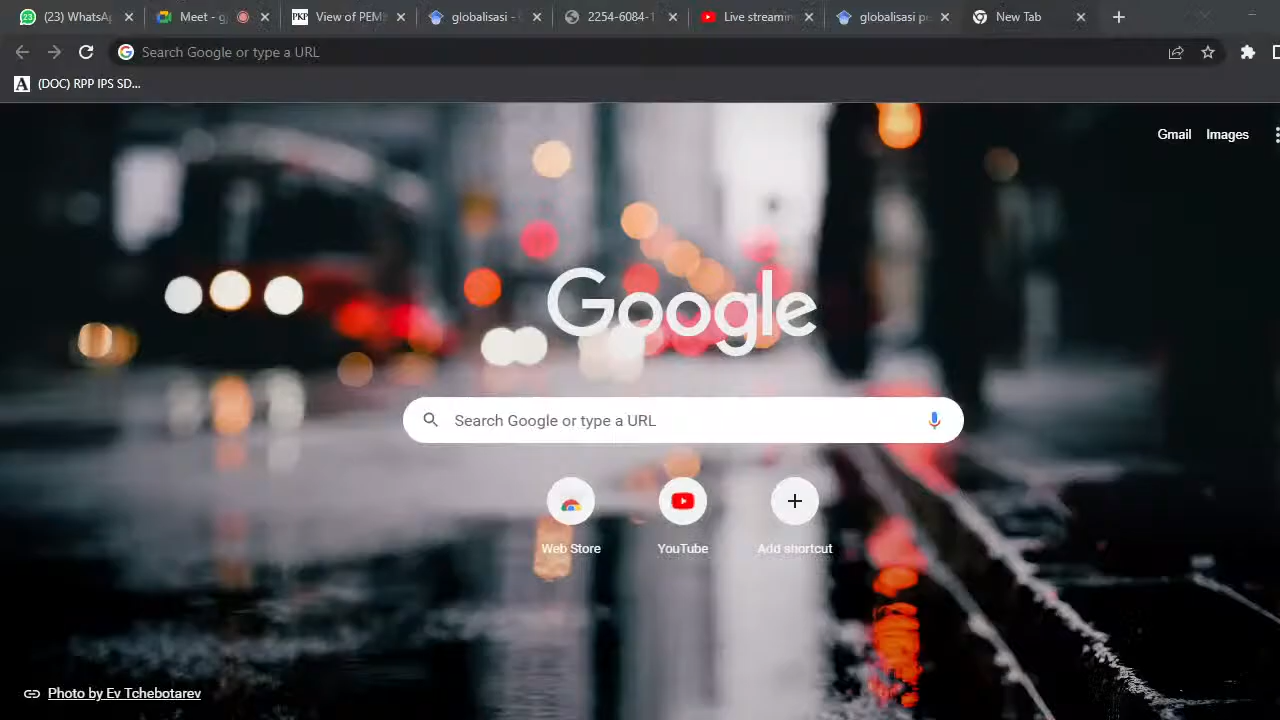 (23) WhatsA
Meet - g
View of PEM
globalisasi -
2254-6084-1
Live streamin
globalisasi pe
New Tab
Search Google or type a URL
(DOC) RPP IPS SD...
Gmail
Images
Google
Search Google or type a URL
Web Store
YouTube
Add shortcut
Photo by Ev Tchebotarev